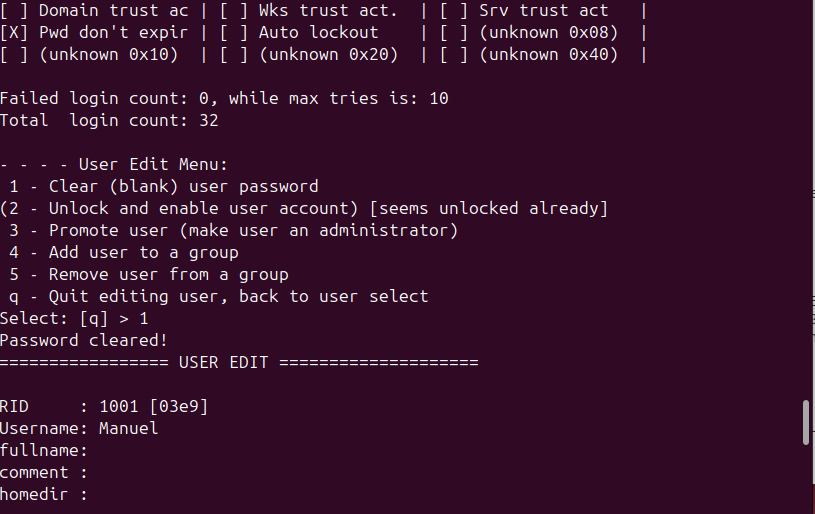 [ ] Domain trust ac | [ ] Wks trust act.  | [ ] Srv trust act   |
[X] Pwd don't expir | [ ] Auto lockout    | [ ] (unknown 0x08)  |
[ ] (unknown 0x10)  | [ ] (unknown 0x20)  | [ ] (unknown 0x40)  |

Failed login count: 0, while max tries is: 10
Total  login count: 32

- - - - User Edit Menu:
 1 - Clear (blank) user password
(2 - Unlock and enable user account) [seems unlocked already]
 3 - Promote user (make user an administrator)
 4 - Add user to a group
 5 - Remove user from a group
 q - Quit editing user, back to user select
Select: [q] > 1
Password cleared!
================= USER EDIT ====================

RID     : 1001 [03e9]
Username: Manuel
fullname:
comment :
homedir :